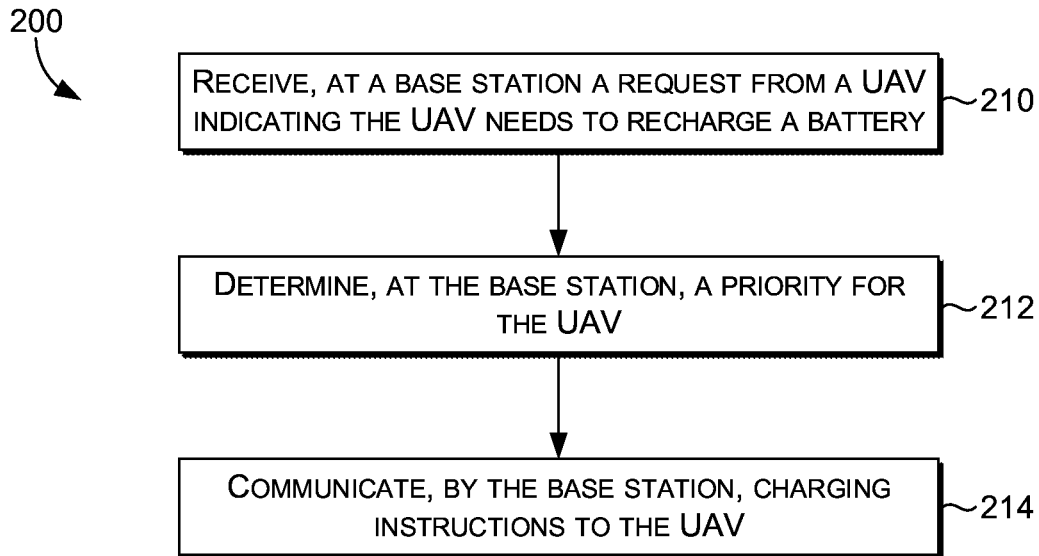 200
RECEIVE, AT A BASE STATION A REQUEST FROM A UAV
INDICATING THE UAV NEEDS TO RECHARGE A BATTERY
210
DETERMINE, AT THE BASE STATION, A PRIORITY FOR
THE UAV
212
COMMUNICATE, BY THE BASE STATION, CHARGING
INSTRUCTIONS TO THE UAV
214